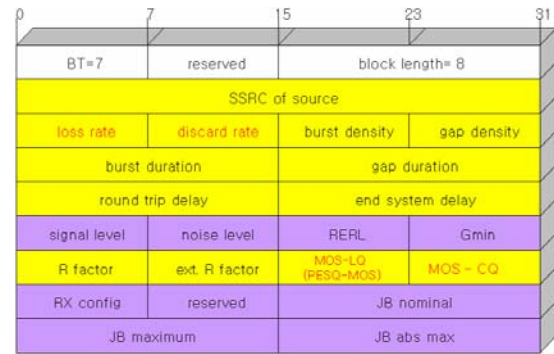 0 7 15 23 31
BT=7 reserved block length= 8
SSRC of source
loss rate discard rate burst density gap density
burst duration gap duration
round trip delay end system delay
signal level noise level RERL Gmin
R factor ext. R factor MOS-LQ (PESQ-MOS) MOS - CQ
RX config reserved JB nominal
JB maximum JB abs max